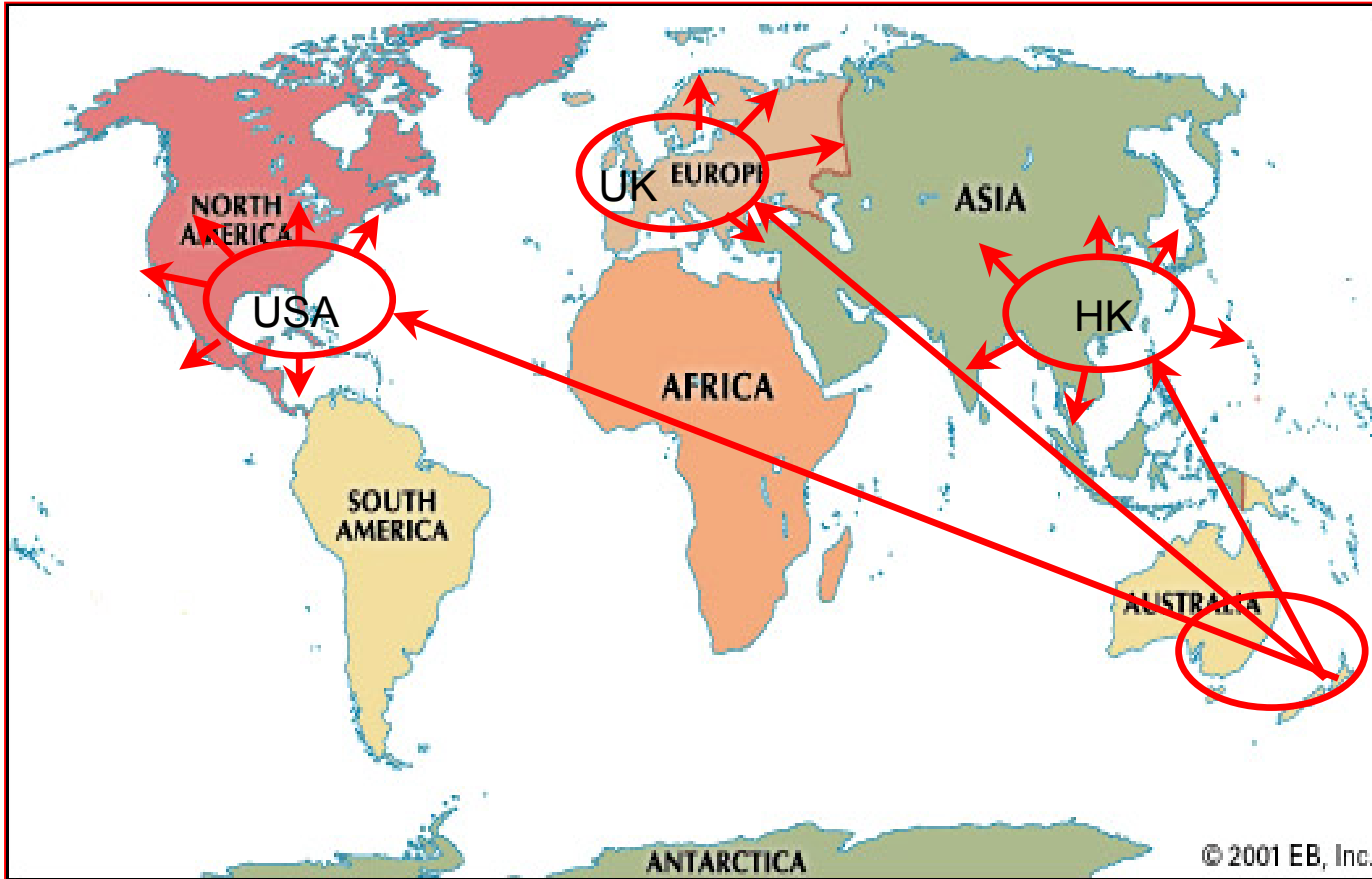 NORTH
AMERICA
USA
UK
EUROPE
ASIA
HK
AFRICA
SOUTH
AMERICA
AUSTRALIA
ANTARCTICA
© 2001 EB, Inc.